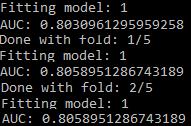 Fitting model: 1
AUC: 0.8030961295959258
Done with fold: 1/5
Fitting model: 1
AUC: 0.8058951286743189
Done with fold: 2/5
Fitting model: 1
AUC: 0.8058951286743189